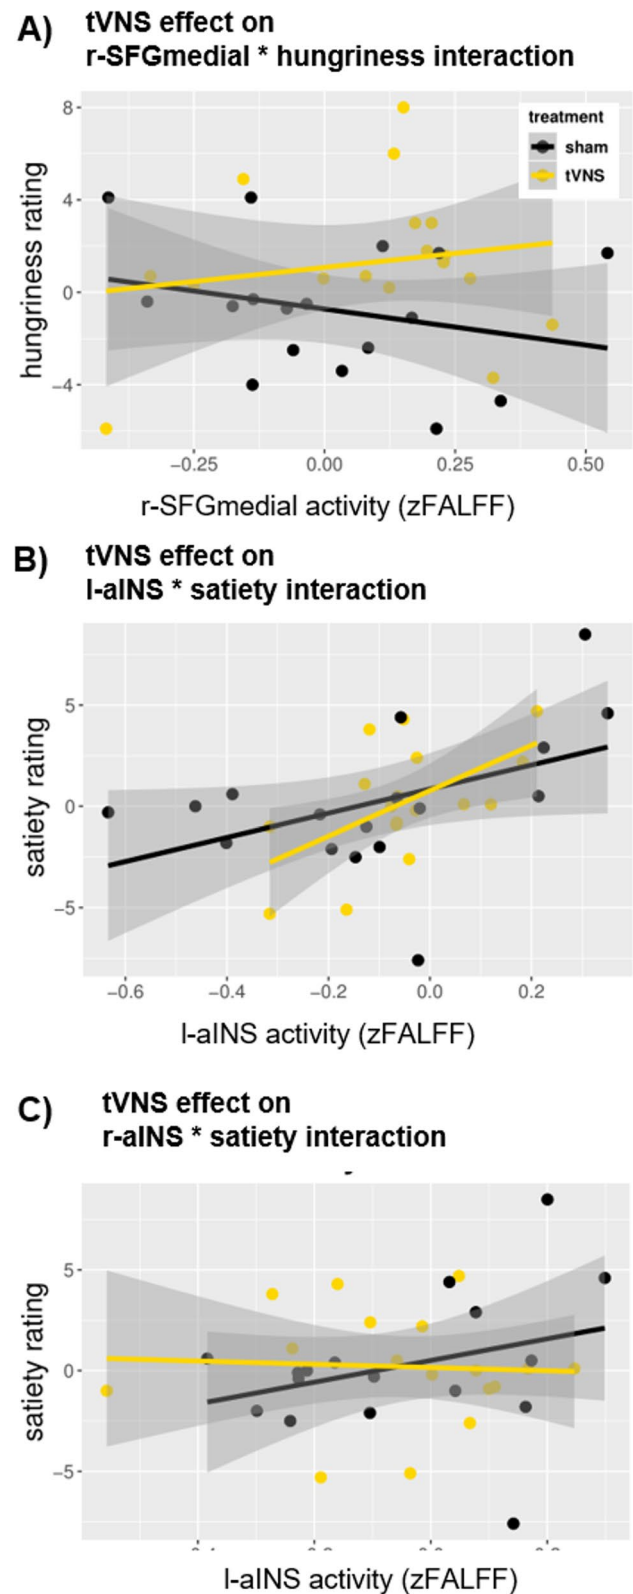 A)
tVNS effect on
r-SFGmedial * hungriness interaction
treatment
sham
tVNS
hungriness rating
8
4
0
−4
−0.25 0.00 0.25 0.50
r-SFGmedial activity (zFALFF)
B)
tVNS effect on
l-aINS * satiety interaction
satiety rating
5
0
−5
−0.6 −0.4 −0.2 0.0 0.2
l-aINS activity (zFALFF)
C)
tVNS effect on
r-aINS * satiety interaction
satiety rating
5
0
−5
l-aINS activity (zFALFF)